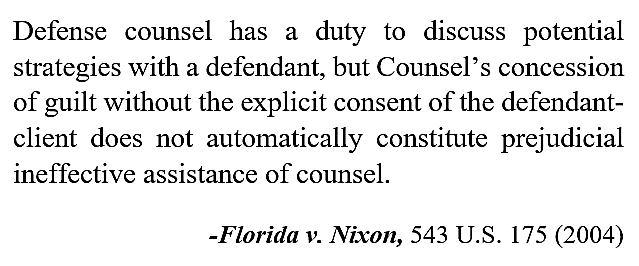 Defense counsel has a duty to discuss potential
strategies with a defendant, but Counsel’s concession
of guilt without the explicit consent of the defendant-
client does not automatically constitute prejudicial
ineffective assistance of counsel.
-Florida v. Nixon, 543 U.S. 175 (2004)